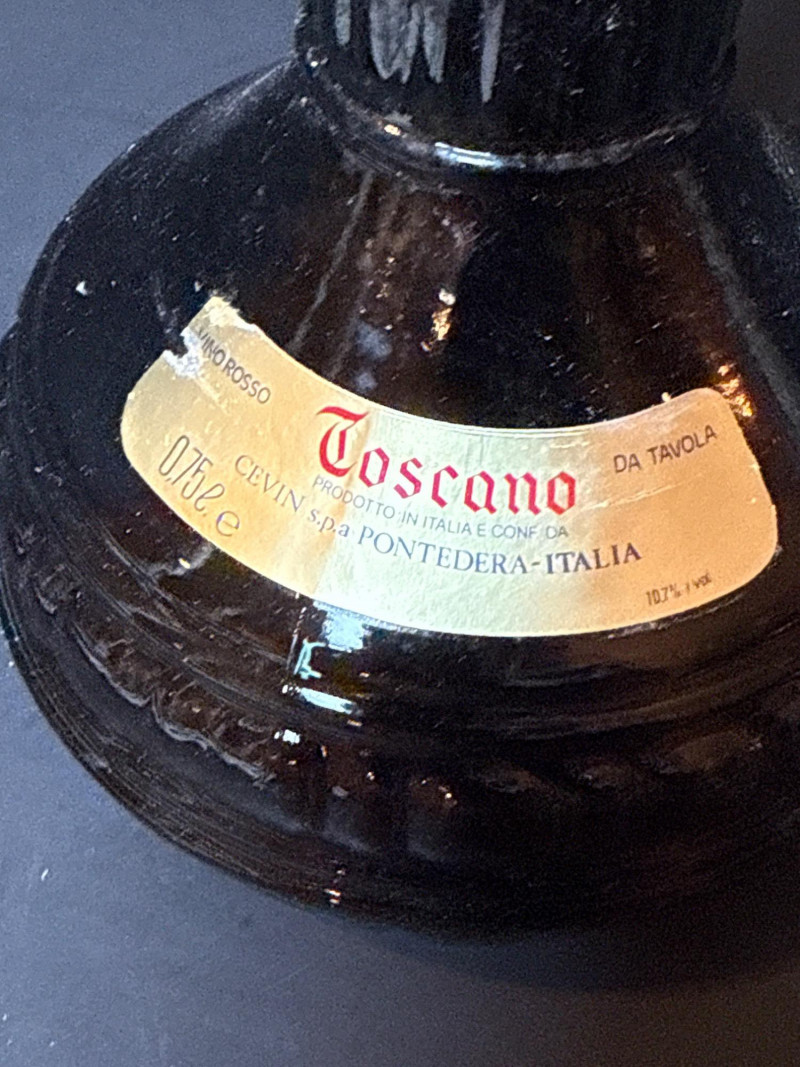 VINO ROSSO
Toscano
DA TAVOLA
PRODOTTO IN ITALIA E CONF. DA
CEVIN s.p.a PONTEDERA-ITALIA
0,75 ℓ e
10,7% / vol